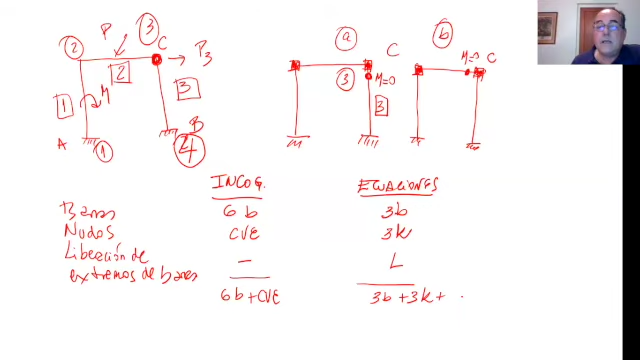 P
3
C
P3
2
2
1
M
3
A
1
B
4
a
C
3
M=0
3
b
M=0
C
INCOG. ECUACIONES
Barras 6b 3b
Nudos CVE 3k
Liberación de
extremos de barras - L
6b+CVE 3b+3k+